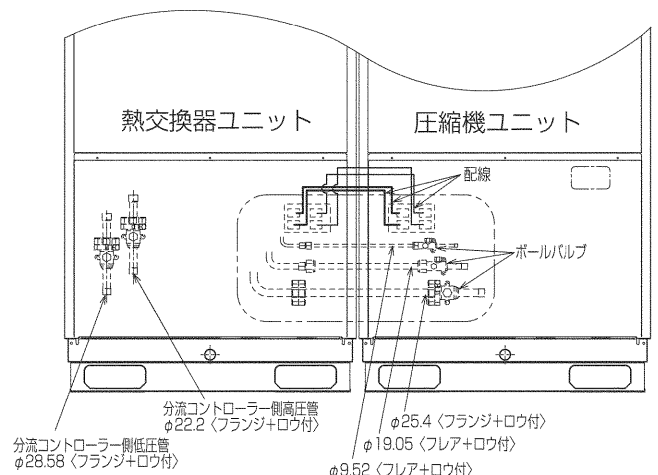 熱交換器ユニット
圧縮機ユニット
配線
ボールバルブ
分流コントローラー側高圧管
φ22.2〈フランジ+ロウ付〉
分流コントローラー側低圧管
φ28.58〈フランジ+ロウ付〉
φ25.4〈フランジ+ロウ付〉
φ19.05〈フレア+ロウ付〉
φ9.52〈フレア+ロウ付〉